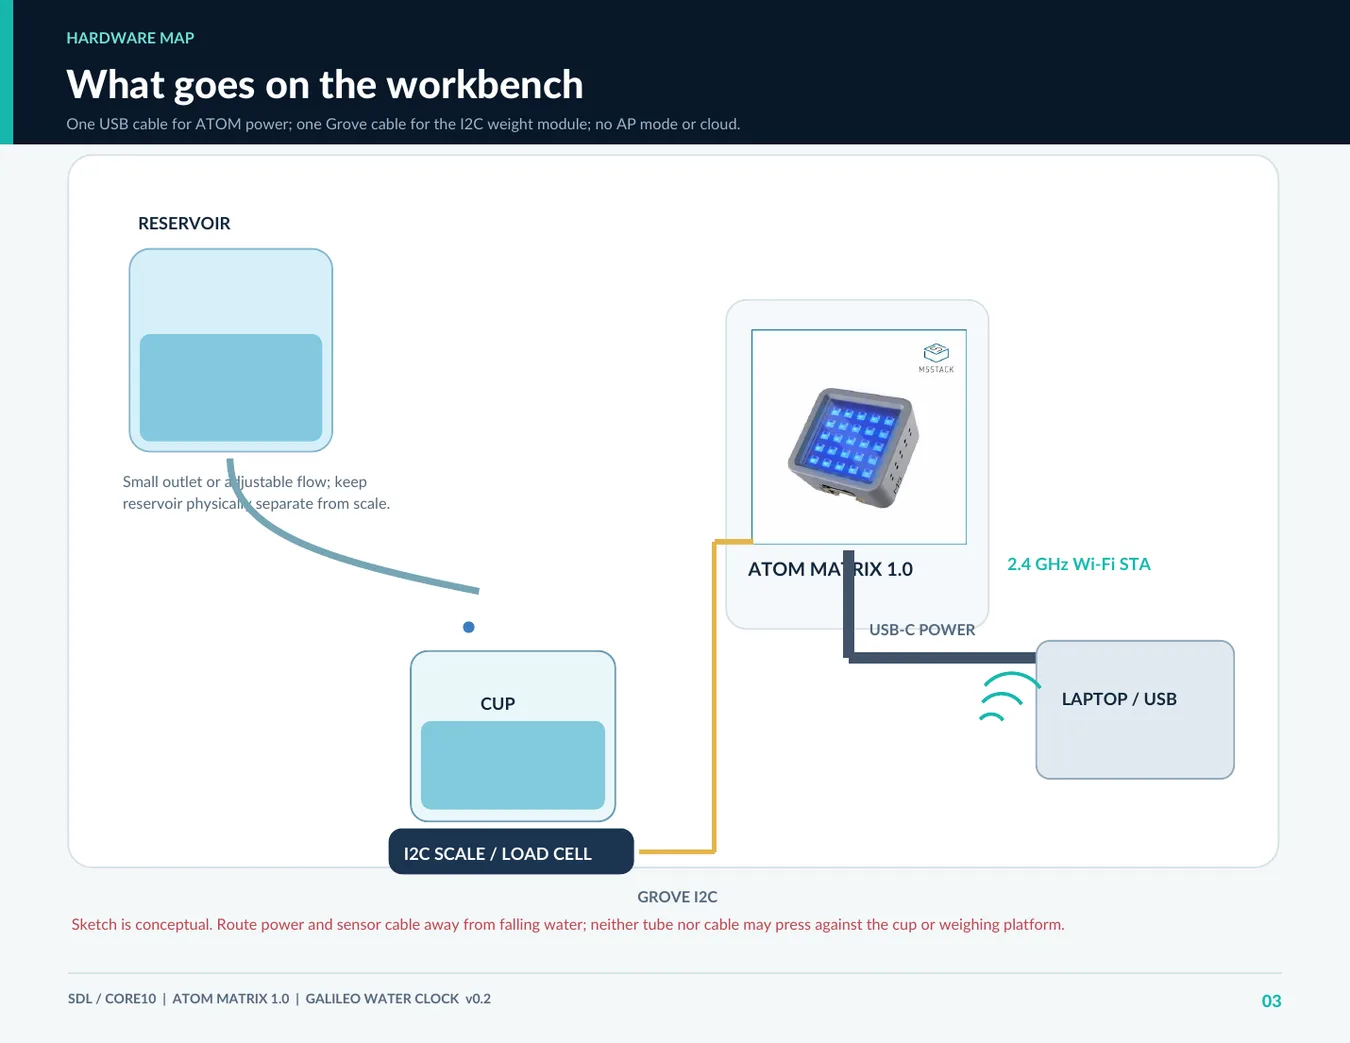 HARDWARE MAP
What goes on the workbench
One USB cable for ATOM power; one Grove cable for the I2C weight module; no AP mode or cloud.
RESERVOIR
Small outlet or adjustable flow; keep
reservoir physically separate from scale.
M5STACK
ATOM MATRIX 1.0
2.4 GHz Wi-Fi STA
USB-C POWER
LAPTOP / USB
CUP
I2C SCALE / LOAD CELL
GROVE I2C
Sketch is conceptual. Route power and sensor cable away from falling water; neither tube nor cable may press against the cup or weighing platform.
SDL / CORE10 | ATOM MATRIX 1.0 | GALILEO WATER CLOCK v0.2
03